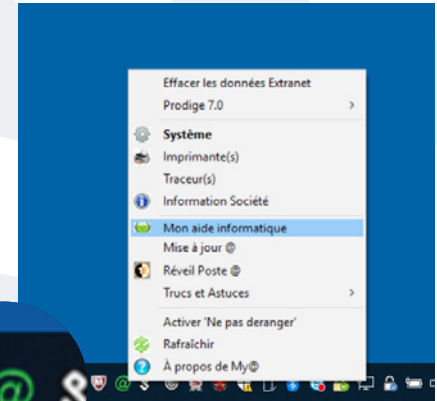 Effacer les données Extranet
Prodige 7.0
Système
Imprimante(s)
Traceur(s)
Information Société
Mon aide informatique
Mise à jour @
Réveil Poste @
Trucs et Astuces
Activer 'Ne pas deranger'
Rafraîchir
À propos de My@